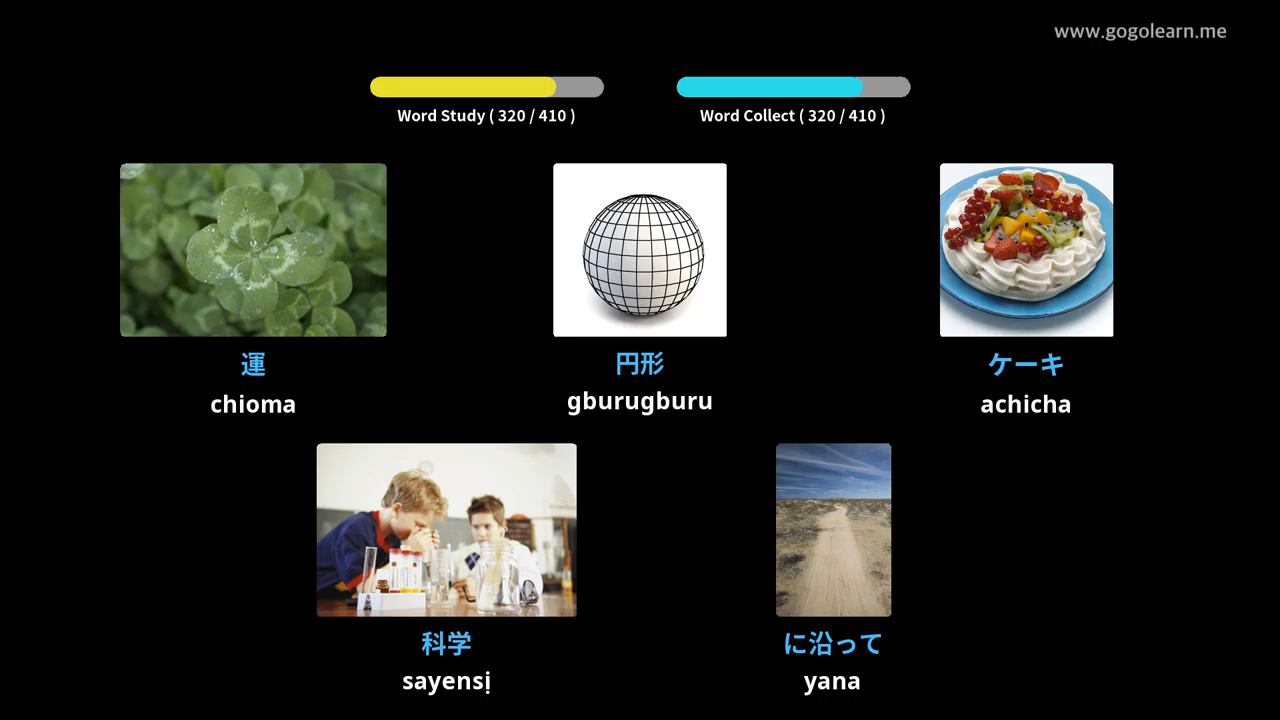 www.gogolearn.me
Word Study ( 320 / 410 )
Word Collect ( 320 / 410 )
運
chioma
円形
gburugburu
ケーキ
achicha
科学
sayensị
に沿って
yana